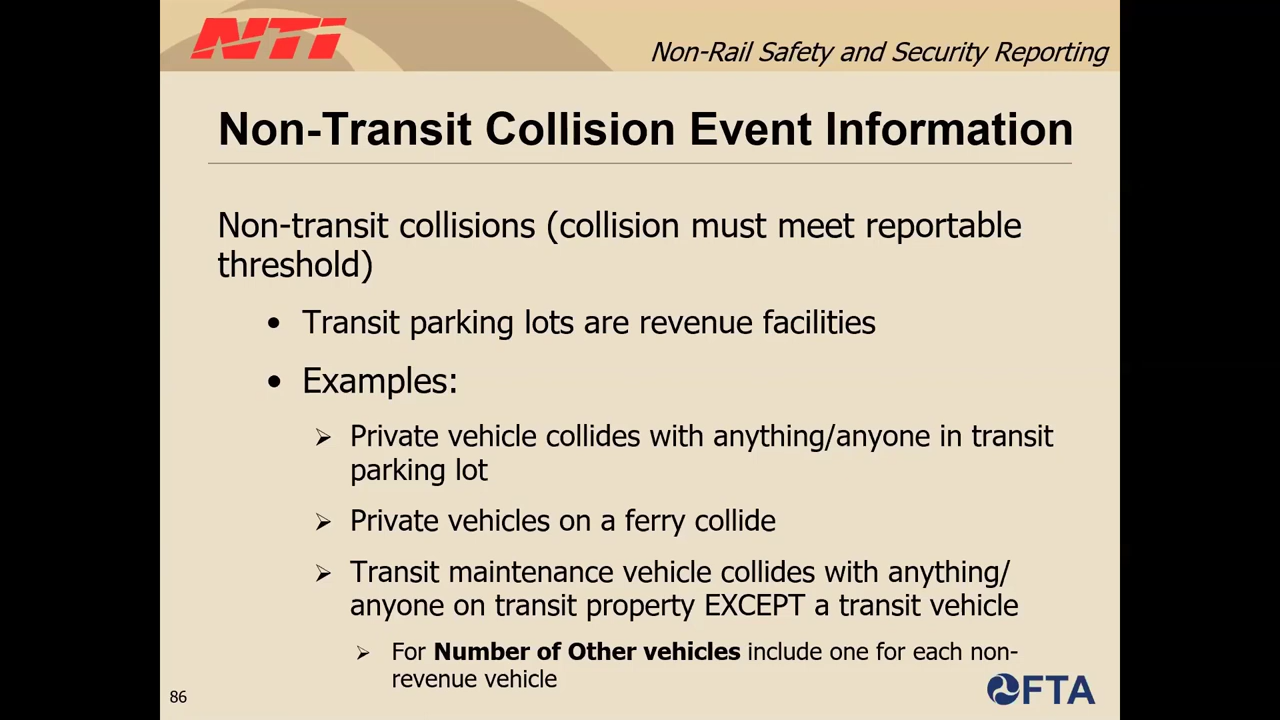 NTI
Non-Rail Safety and Security Reporting
Non-Transit Collision Event Information
Non-transit collisions (collision must meet reportable
threshold)
• Transit parking lots are revenue facilities
• Examples:
➢ Private vehicle collides with anything/anyone in transit
parking lot
➢ Private vehicles on a ferry collide
➢ Transit maintenance vehicle collides with anything/
anyone on transit property EXCEPT a transit vehicle
➢ For Number of Other vehicles include one for each non-
revenue vehicle
86
FTA